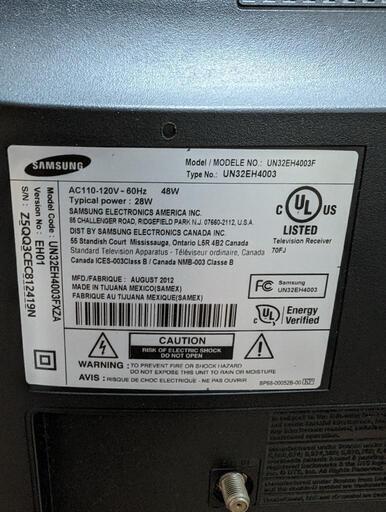 SAMSUNG
Model / MODELE NO.: UN32EH4003F
Type No.: UN32EH4003
AC110-120V~60Hz 48W
Typical power : 28W
SAMSUNG ELECTRONICS AMERICA INC.
85 CHALLENGER ROAD, RIDGEFIELD PARK N.J. 07660-2112, U.S.A.
DIST BY SAMSUNG ELECTRONICS CANADA INC.
55 Standish Court Mississauga, Ontario L5R 4B2 Canada
Standard Television Apparatus - Téléviseur ordinaire, Canada
Canada ICES-003Class B / Canada NMB-003 Classe B
C UL US
LISTED
Television Receiver
70FJ
MFD./FABRIQUE : AUGUST 2012
MADE IN TIJUANA MEXICO(SAMEX)
FABRIQUE AU TIJUANA MEXIQUE(SAMEX)
FC
Samsung
UN32EH4003
C UL
Energy
Verified
CAUTION
RISK OF ELECTRIC SHOCK
DO NOT OPEN
WARNING : TO PREVENT FIRE OR SHOCK HAZARD
DO NOT EXPOSE THIS UNIT TO RAIN OR MOISTURE
AVIS : RISQUE DE CHOC ELECTRIQUE - NE PAS OUVRIR
BP68-00052B-00
Model Code : UN32EH4003FXZA
Version No : EH01
S/N : Z5QQ3CEC812419N